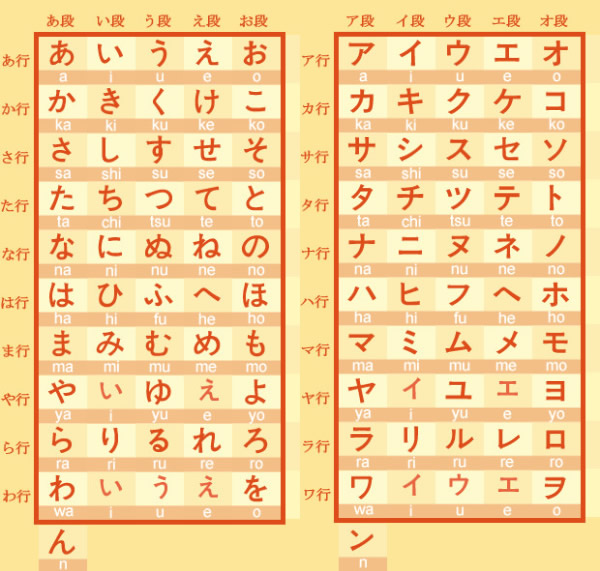 あ段 い段 う段 え段 お段
あ行 あ い う え お
a i u e o
か行 か き く け こ
ka ki ku ke ko
さ行 さ し す せ そ
sa shi su se so
た行 た ち つ て と
ta chi tsu te to
な行 な に ぬ ね の
na ni nu ne no
は行 は ひ ふ へ ほ
ha hi fu he ho
ま行 ま み む め も
ma mi mu me mo
や行 や い ゆ え よ
ya i yu e yo
ら行 ら り る れ ろ
ra ri ru re ro
わ行 わ い う え を
wa i u e o
ん
n
ア段 イ段 ウ段 エ段 オ段
ア行 ア イ ウ エ オ
a i u e o
カ行 カ キ ク ケ コ
ka ki ku ke ko
サ行 サ シ ス セ ソ
sa shi su se so
タ行 タ チ ツ テ ト
ta chi tsu te to
ナ行 ナ ニ ヌ ネ ノ
na ni nu ne no
ハ行 ハ ヒ フ ヘ ホ
ha hi fu he ho
マ行 マ ミ ム メ モ
ma mi mu me mo
ヤ行 ヤ イ ユ エ ヨ
ya i yu e yo
ラ行 ラ リ ル レ ロ
ra ri ru re ro
ワ行 ワ イ ウ エ ヲ
wa i u e o
ン
n